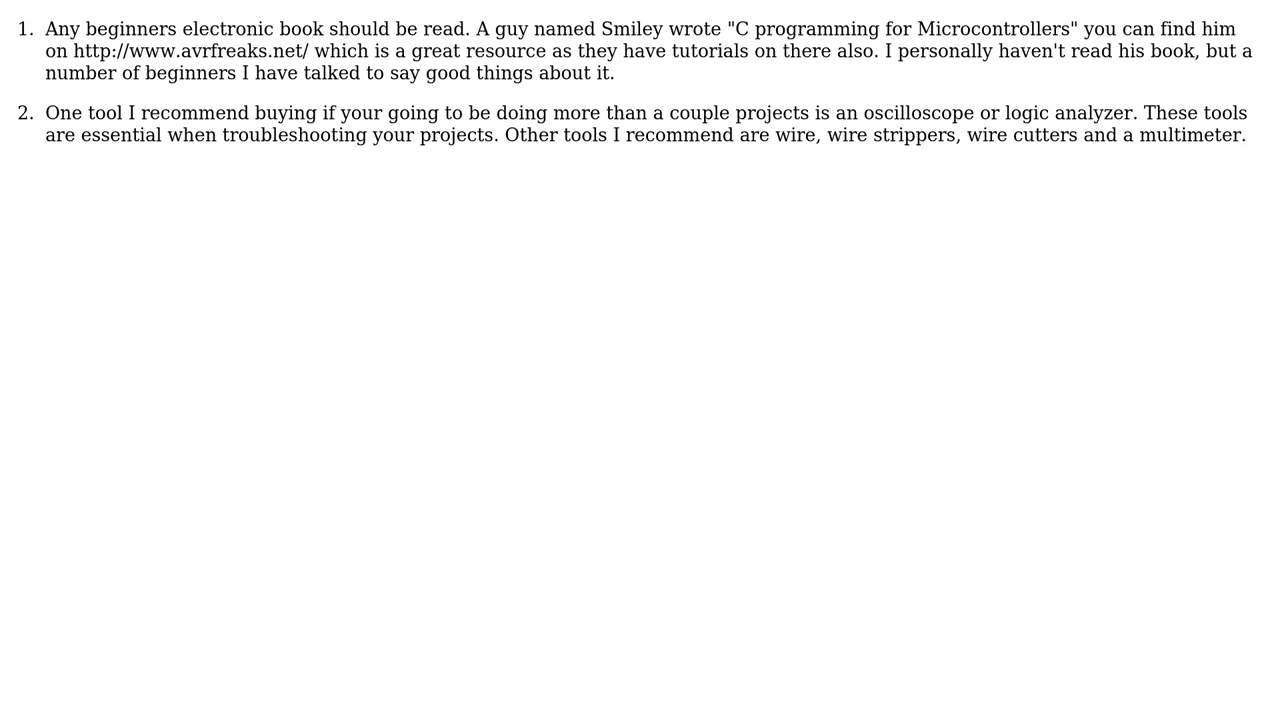 1. Any beginners electronic book should be read. A guy named Smiley wrote "C programming for Microcontrollers" you can find him
on http://www.avrfreaks.net/ which is a great resource as they have tutorials on there also. I personally haven't read his book, but a
number of beginners I have talked to say good things about it.
2. One tool I recommend buying if your going to be doing more than a couple projects is an oscilloscope or logic analyzer. These tools
are essential when troubleshooting your projects. Other tools I recommend are wire, wire strippers, wire cutters and a multimeter.